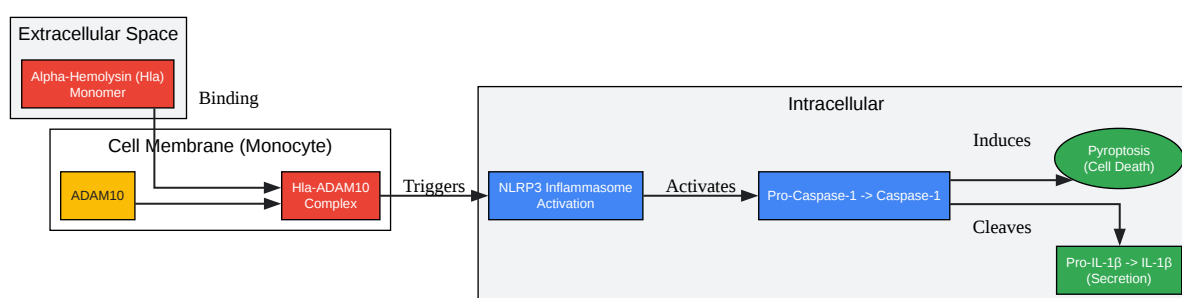 Extracellular Space
Alpha-Hemolysin (Hla)
Monomer
Binding
Cell Membrane (Monocyte)
ADAM10
Hla-ADAM10
Complex
Triggers
Intracellular
NLRP3 Inflammasome
Activation
Activates
Pro-Caspase-1 -> Caspase-1
Induces
Pyroptosis
(Cell Death)
Cleaves
Pro-IL-1β -> IL-1β
(Secretion)